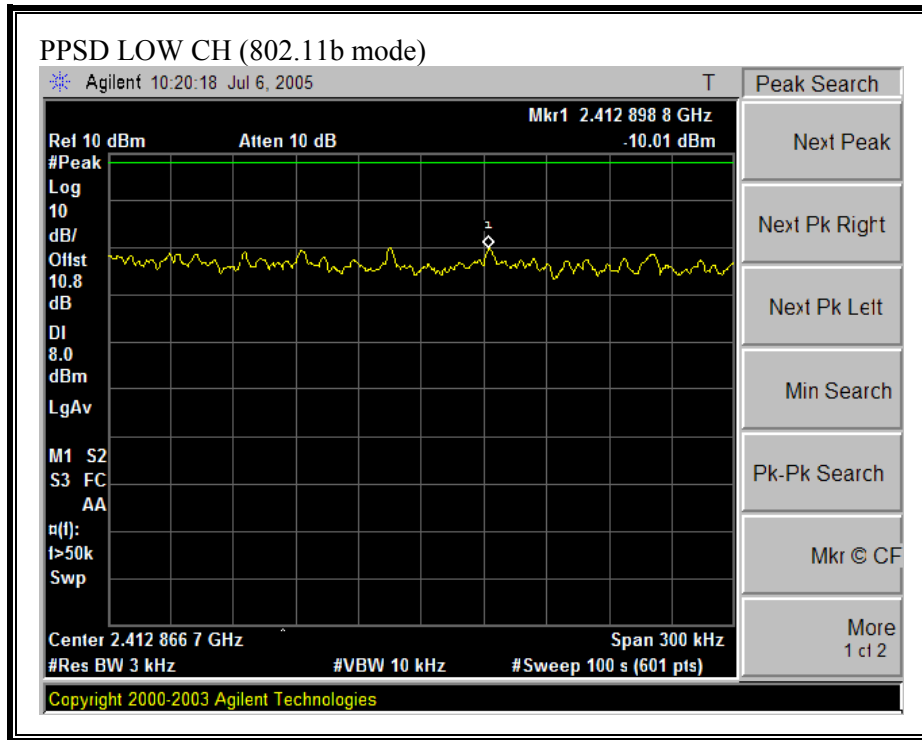 PPSD LOW CH (802.11b mode)
Agilent 10:20:18 Jul 6, 2005 T
Peak Search
Mkr1 2.412 898 8 GHz
Ref 10 dBm Atten 10 dB -10.01 dBm
#Peak
Log
10
dB/
Offst
10.8
dB
DI
8.0
dBm
LgAv
M1 S2
S3 FC
AA
¤(f):
f>50k
Swp
1
Center 2.412 866 7 GHz Span 300 kHz
#Res BW 3 kHz #VBW 10 kHz #Sweep 100 s (601 pts)
Copyright 2000-2003 Agilent Technologies
Next Peak
Next Pk Right
Next Pk Left
Min Search
Pk-Pk Search
Mkr © CF
More
1 of 2